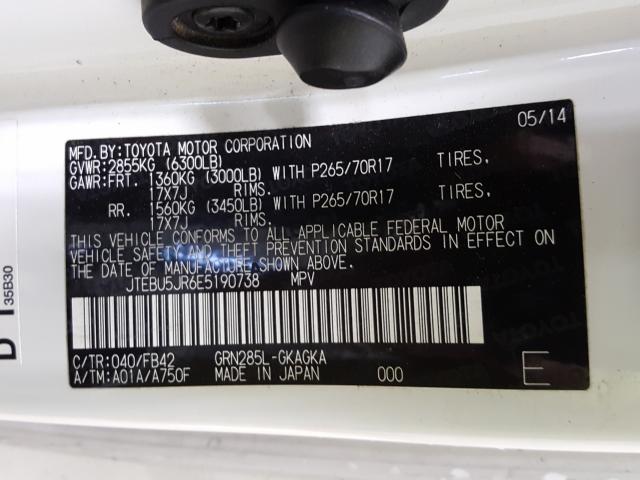 05/14
MFD.BY:TOYOTA MOTOR CORPORATION
GVWR:2855KG (6300LB)
GAWR:FRT. 1360KG (3000LB) WITH P265/70R17 TIRES,
17X7J RIMS.
RR. 1560KG (3450LB) WITH P265/70R17 TIRES,
17X7J RIMS.
THIS VEHICLE CONFORMS TO ALL APPLICABLE FEDERAL MOTOR
VEHICLE SAFETY AND THEFT PREVENTION STANDARDS IN EFFECT ON
THE DATE OF MANUFACTURE SHOWN ABOVE.
JTEBU5JR6E5190738 MPV
C/TR:040/FB42 GRN285L-GKAGKA
A/TM:A01A/A750F MADE IN JAPAN 000 E
35B30